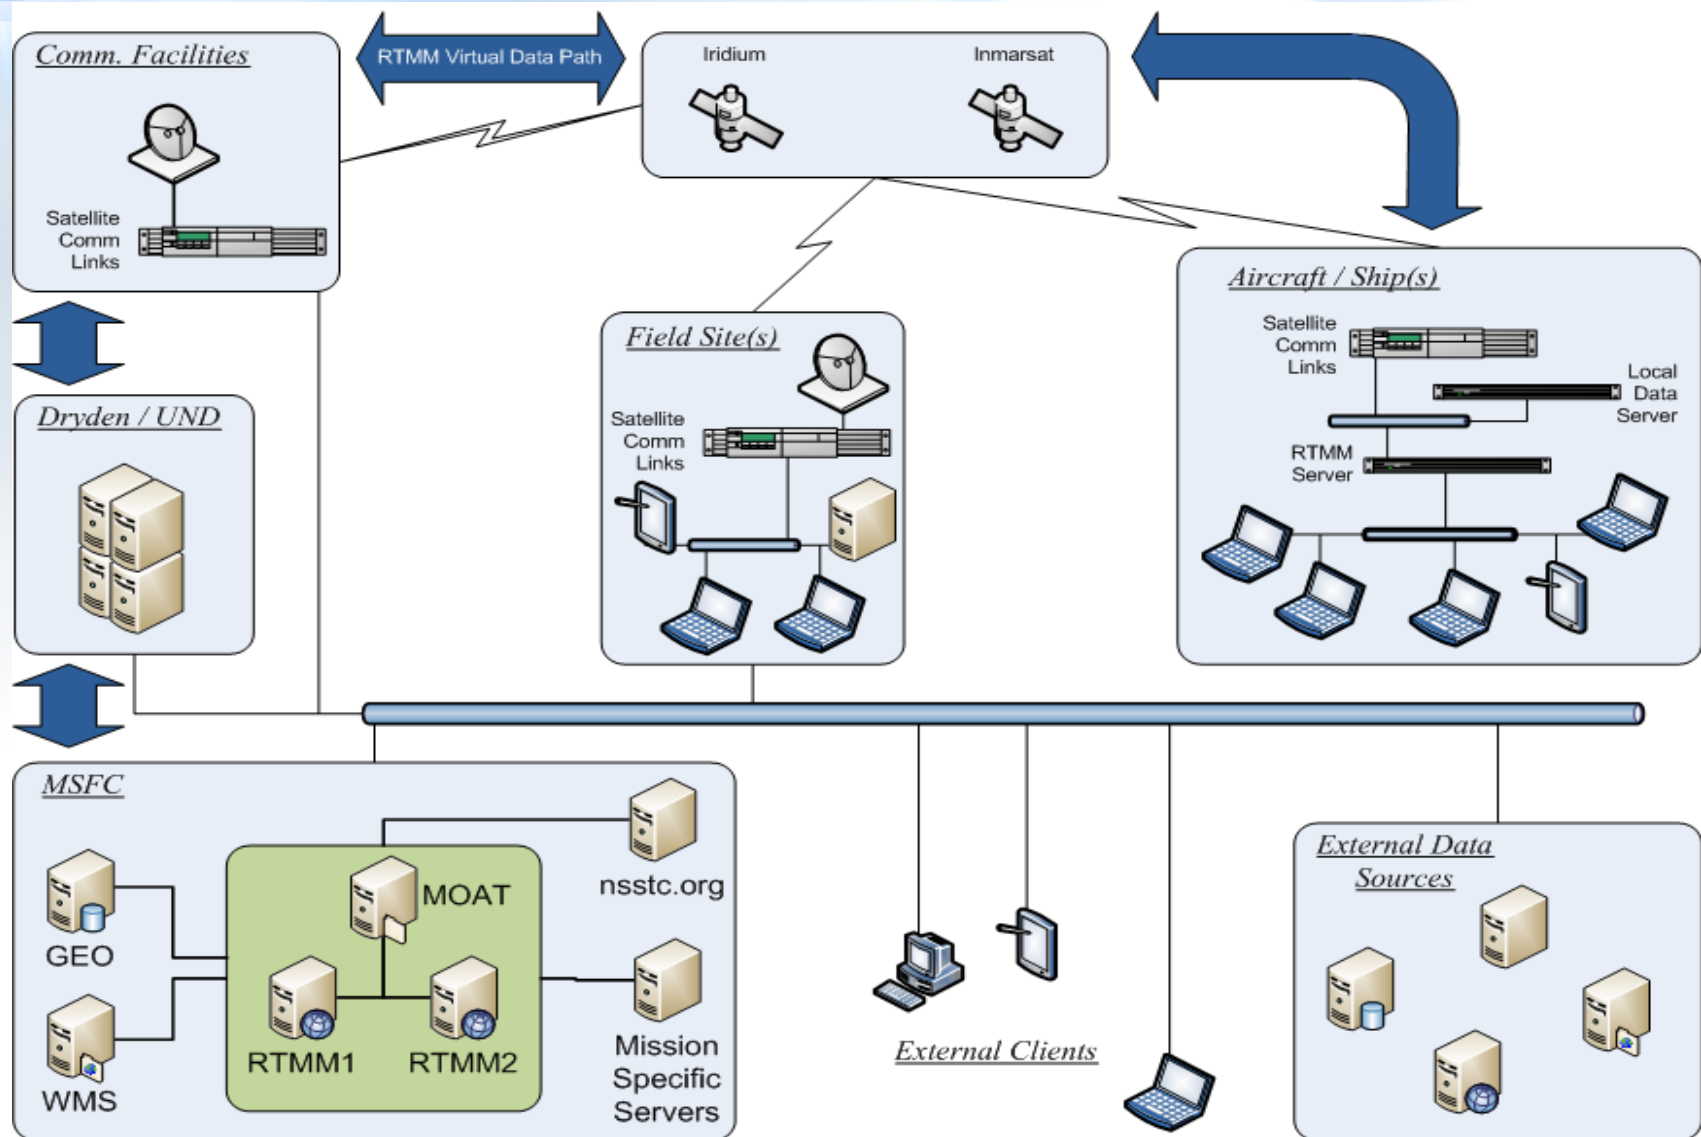 Comm. Facilities
RTMM Virtual Data Path
Iridium
Inmarsat
Satellite
Comm
Links
Field Site(s)
Satellite
Comm
Links
Aircraft / Ship(s)
Satellite
Comm
Links
Local
Data
Server
RTMM
Server
Dryden / UND
MSFC
GEO
WMS
MOAT
RTMM1
RTMM2
nsstc.org
Mission
Specific
Servers
External Clients
External Data
Sources